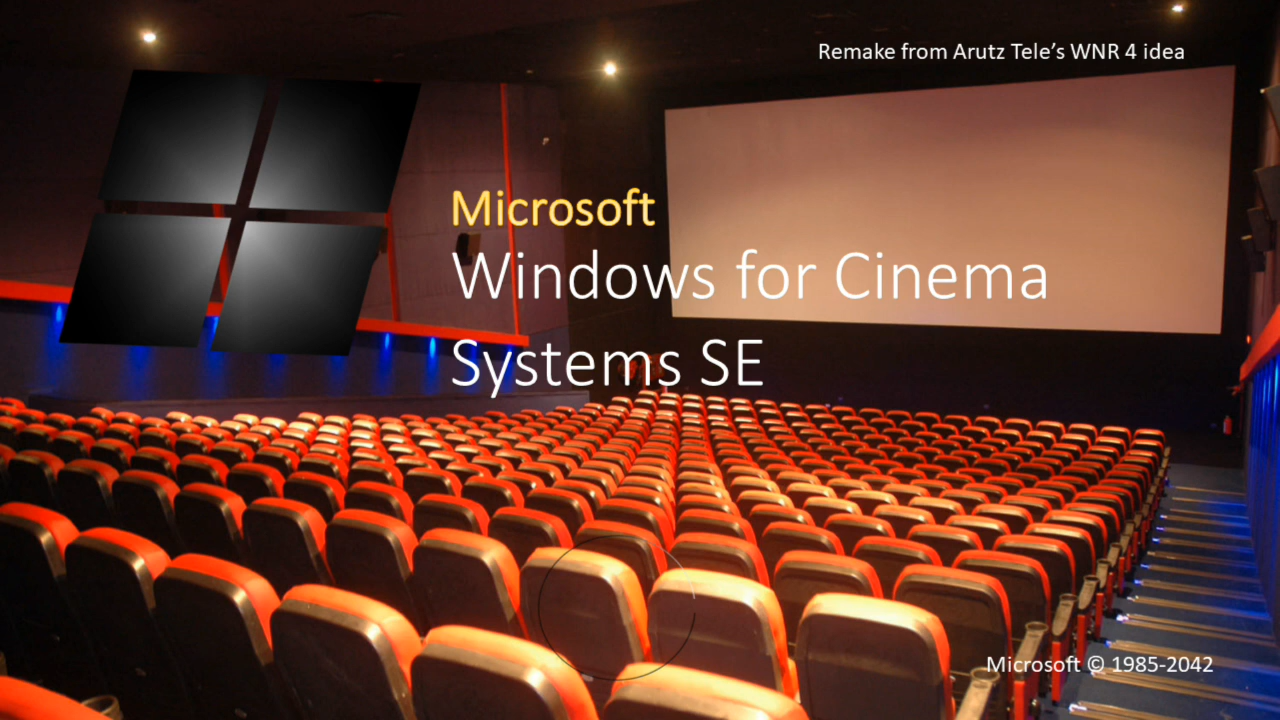 Remake from Arutz Tele’s WNR 4 idea
Microsoft
Windows for Cinema
Systems SE
Microsoft © 1985-2042